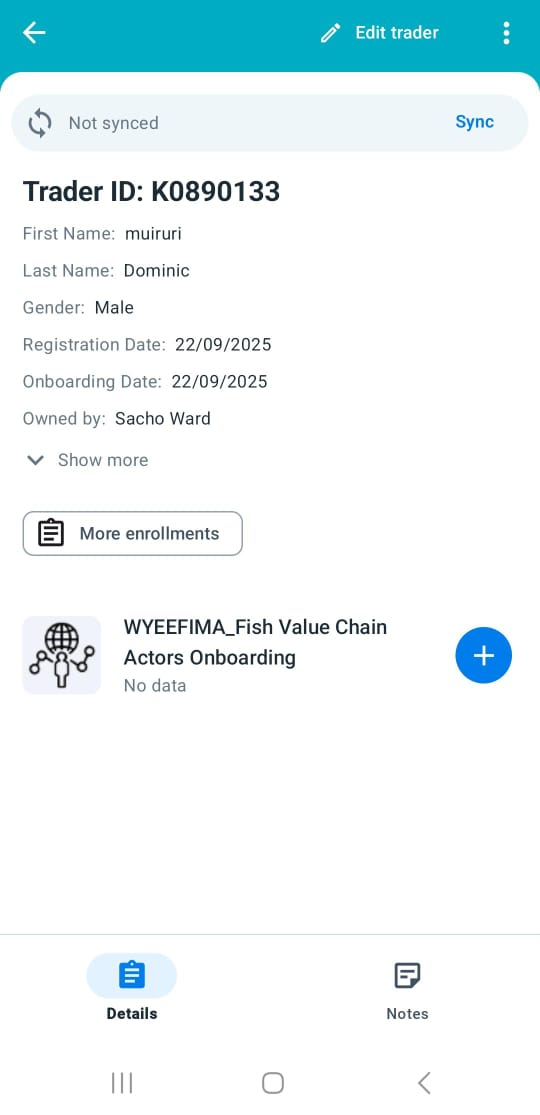 Edit trader
Not synced
Sync
Trader ID: K0890133
First Name: muiruri
Last Name: Dominic
Gender: Male
Registration Date: 22/09/2025
Onboarding Date: 22/09/2025
Owned by: Sacho Ward
Show more
More enrollments
WYEEFIMA_Fish Value Chain
Actors Onboarding
No data
Details
Notes